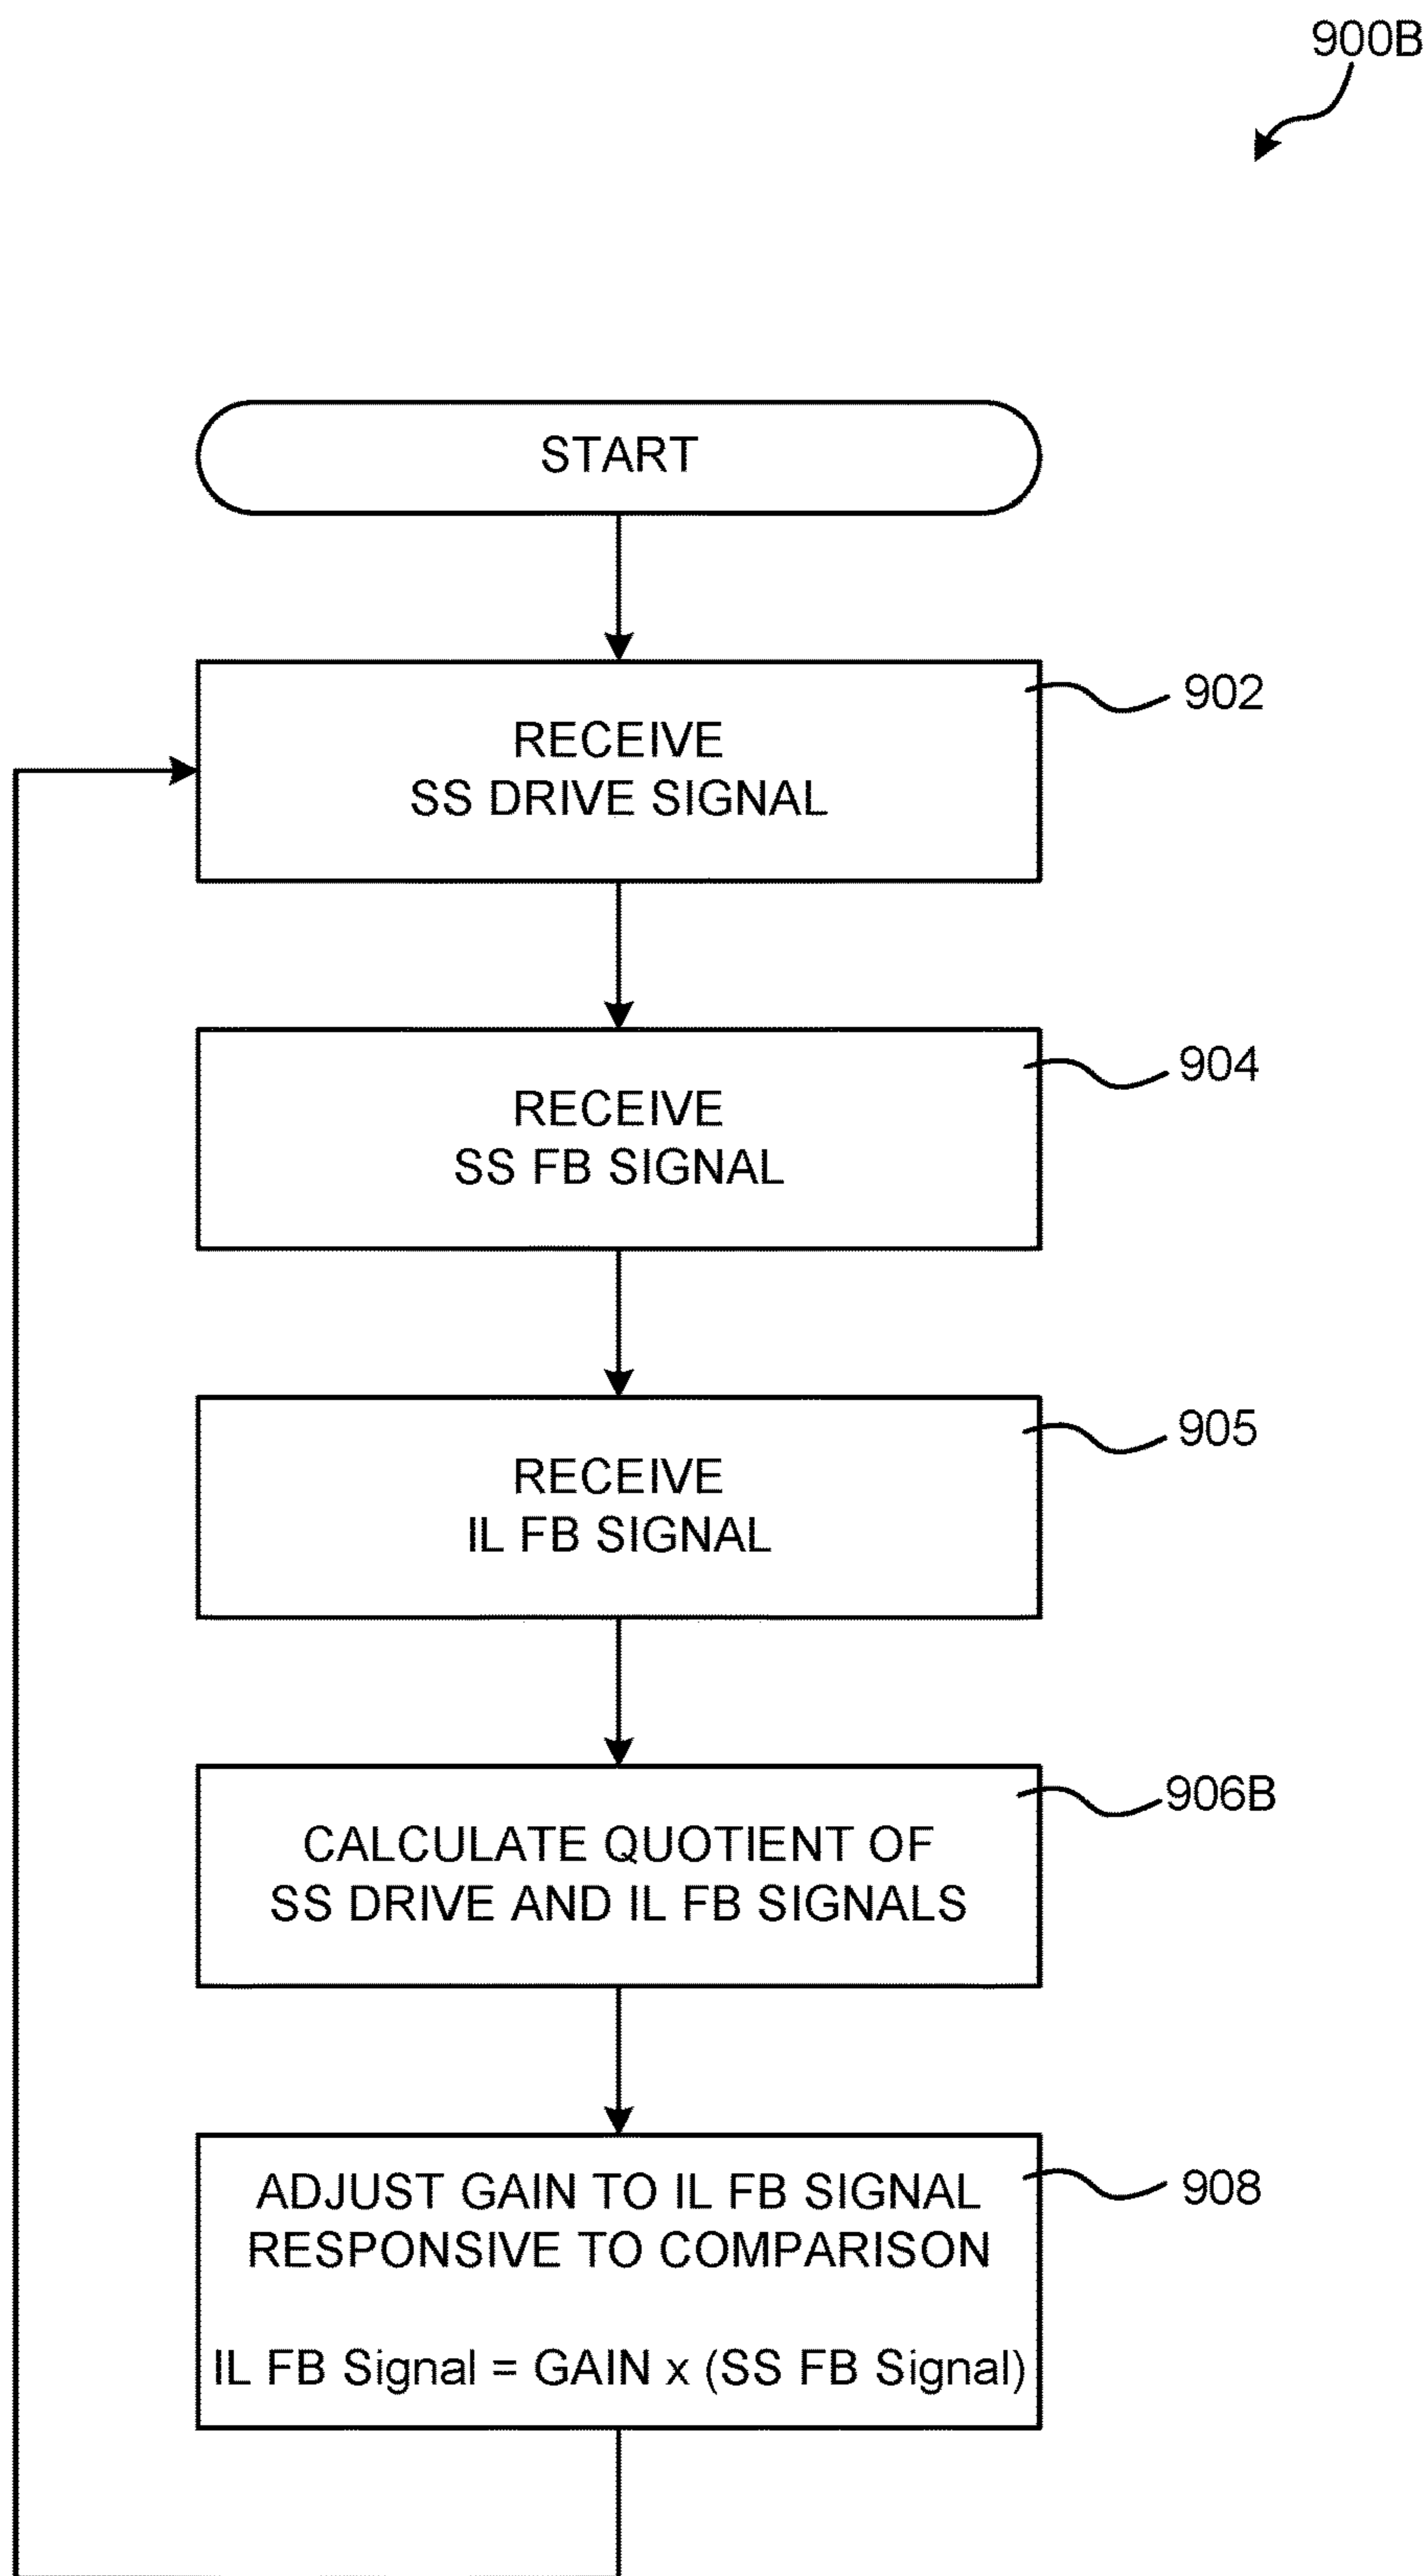 900B
START
RECEIVE
SS DRIVE SIGNAL
902
RECEIVE
SS FB SIGNAL
904
RECEIVE
IL FB SIGNAL
905
CALCULATE QUOTIENT OF
SS DRIVE AND IL FB SIGNALS
906B
ADJUST GAIN TO IL FB SIGNAL
RESPONSIVE TO COMPARISON
IL FB Signal = GAIN x (SS FB Signal)
908